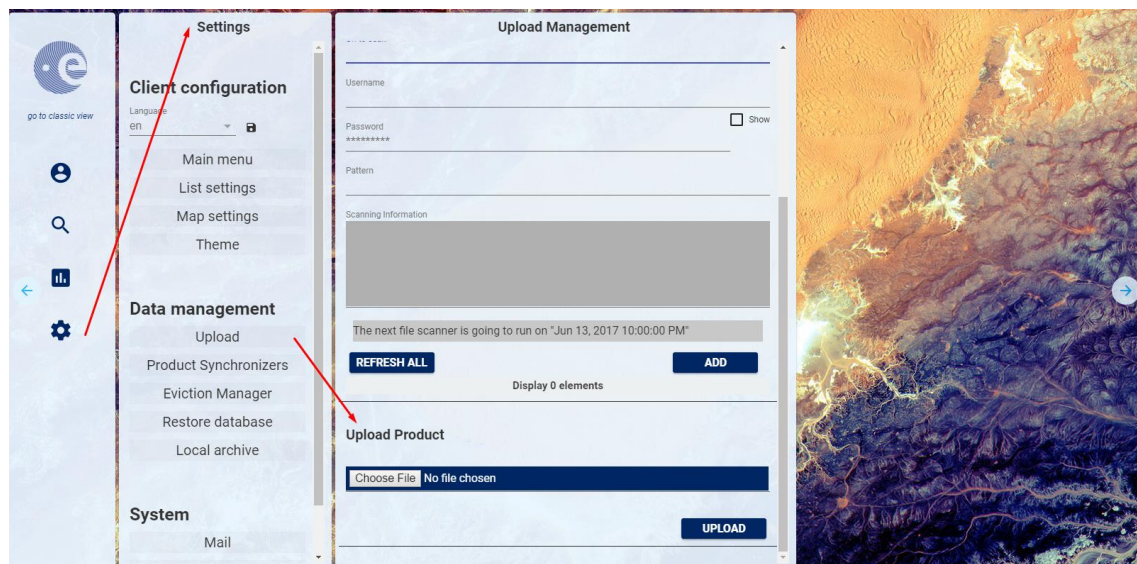 Settings
Upload Management
go to classic view
Client configuration
Language
en
Main menu
List settings
Map settings
Theme
Data management
Upload
Product Synchronizers
Eviction Manager
Restore database
Local archive
System
Mail
Username
Password
*********
Show
Pattern
Scanning Information
The next file scanner is going to run on "Jun 13, 2017 10:00:00 PM"
REFRESH ALL
ADD
Display 0 elements
Upload Product
Choose File No file chosen
UPLOAD